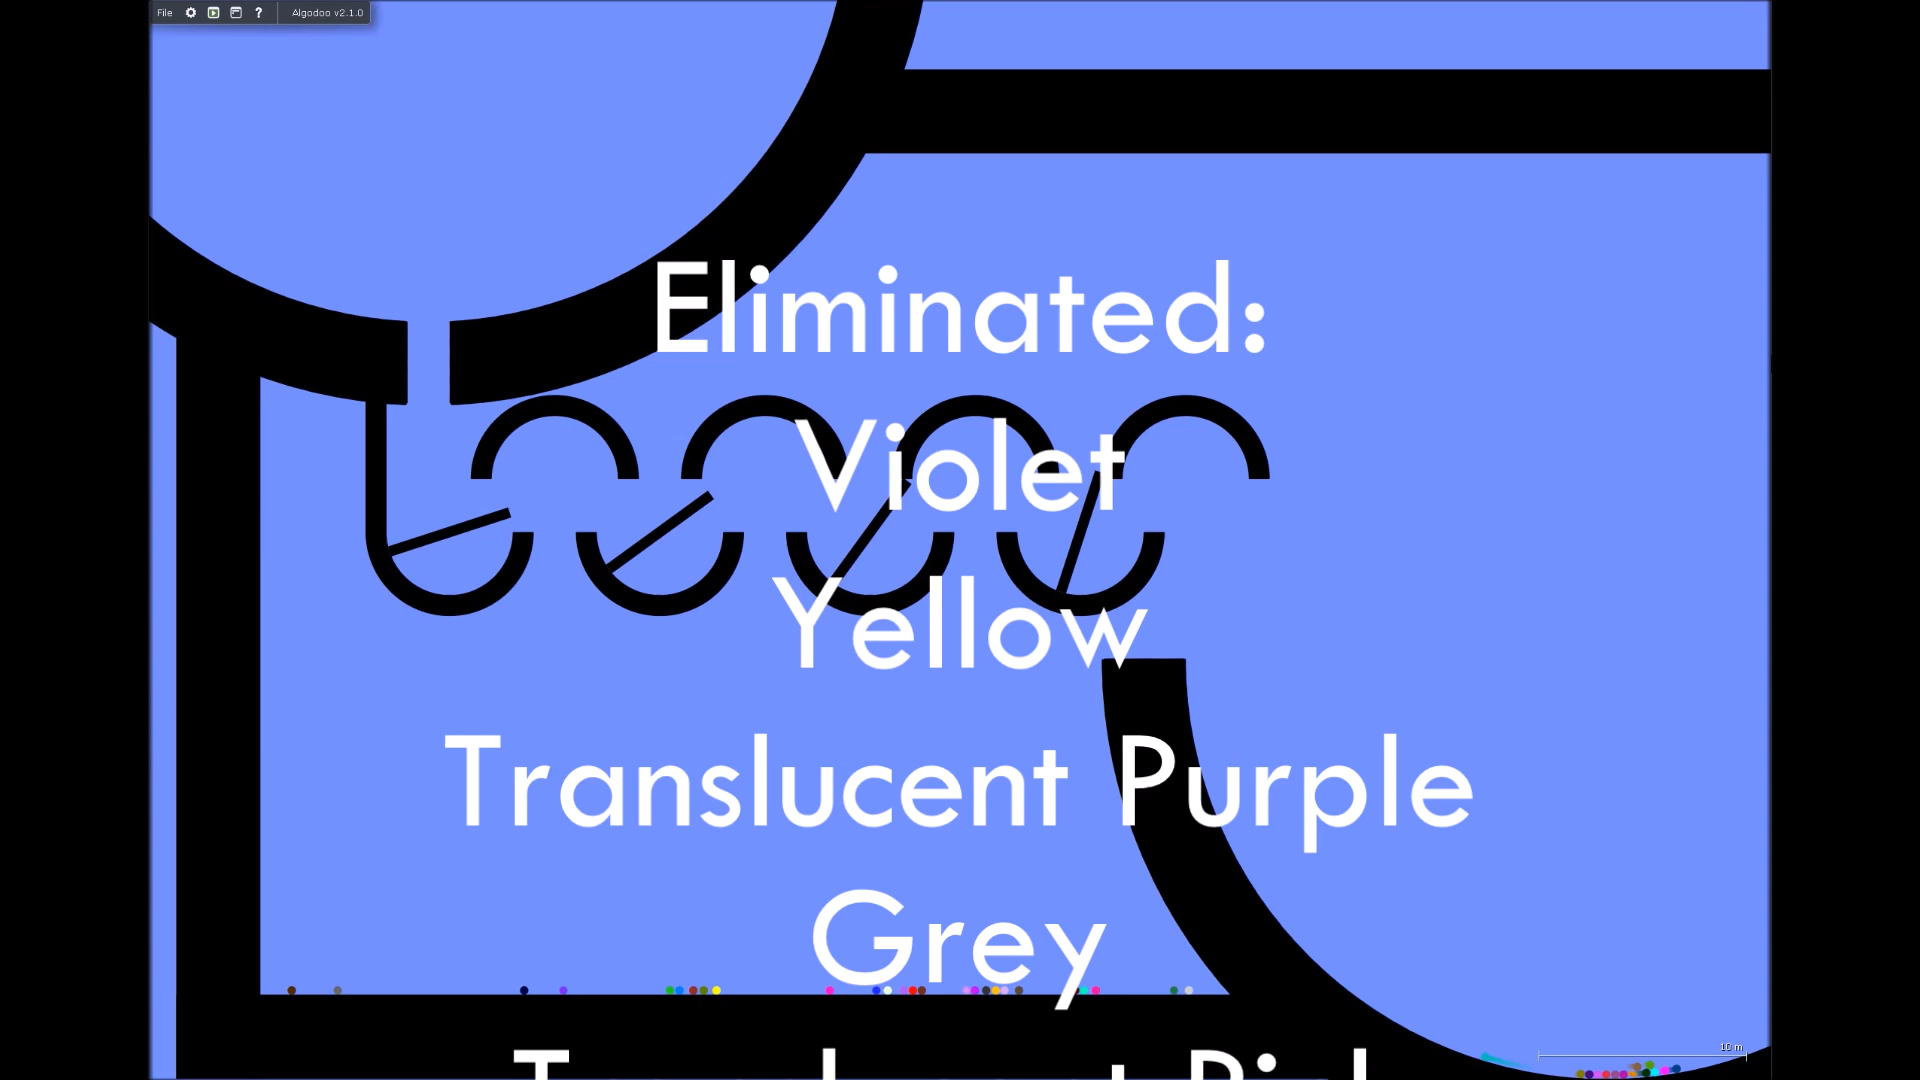 File ? Algodoo v2.1.0
Eliminated:
Violet
Yellow
Translucent Purple
Grey
10 m